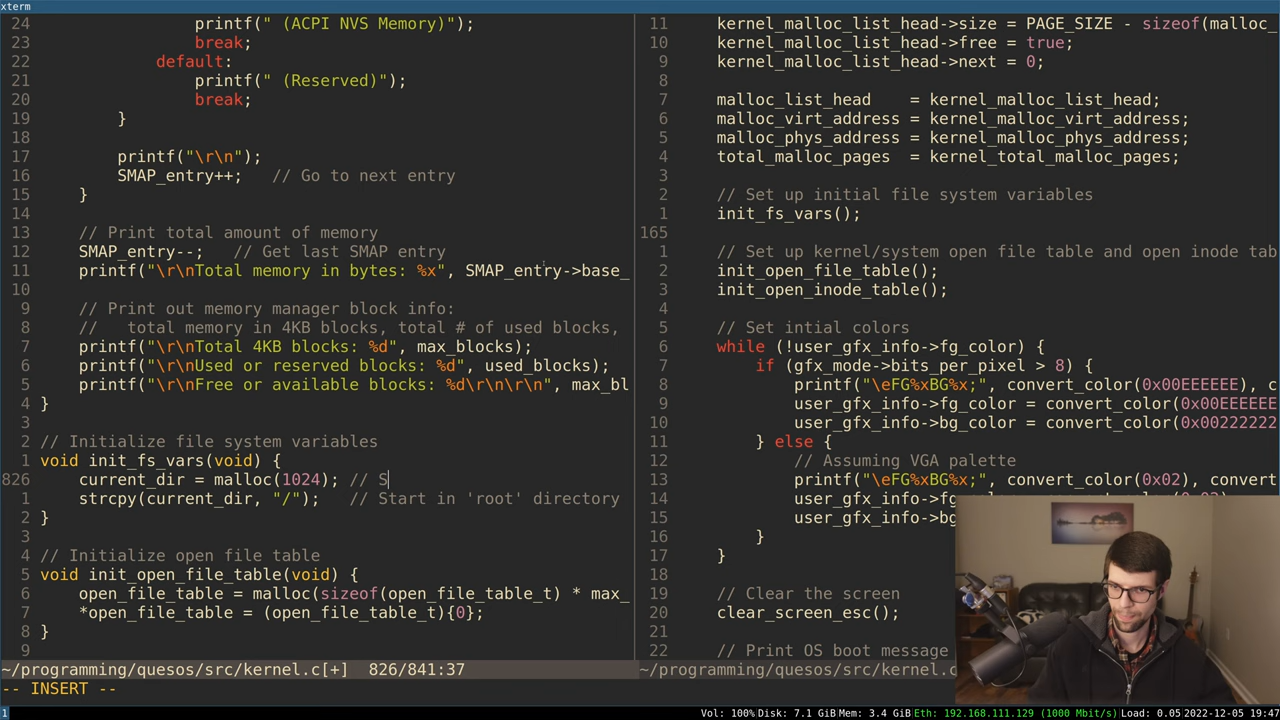 xterm
24 printf(" (ACPI NVS Memory)");
23 break;
22 default:
21 printf(" (Reserved)");
20 break;
19 }
18
17 printf("\r\n");
16 SMAP_entry++; // Go to next entry
15 }
14
13 // Print total amount of memory
12 SMAP_entry--; // Get last SMAP entry
11 printf("\r\nTotal memory in bytes: %x", SMAP_entry->base_
10
9 // Print out memory manager block info:
8 // total memory in 4KB blocks, total # of used blocks,
7 printf("\r\nTotal 4KB blocks: %d", max_blocks);
6 printf("\r\nUsed or reserved blocks: %d", used_blocks);
5 printf("\r\nFree or available blocks: %d\r\n\r\n", max_bl
4 }
3
2 // Initialize file system variables
1 void init_fs_vars(void) {
826 current_dir = malloc(1024); // S
1 strcpy(current_dir, "/"); // Start in 'root' directory
2 }
3
4 // Initialize open file table
5 void init_open_file_table(void) {
6 open_file_table = malloc(sizeof(open_file_table_t) * max_
7 *open_file_table = (open_file_table_t){0};
8 }
9
~/programming/quesos/src/kernel.c[+] 826/841:37
-- INSERT --
11 kernel_malloc_list_head->size = PAGE_SIZE - sizeof(malloc_
10 kernel_malloc_list_head->free = true;
9 kernel_malloc_list_head->next = 0;
8
7 malloc_list_head = kernel_malloc_list_head;
6 malloc_virt_address = kernel_malloc_virt_address;
5 malloc_phys_address = kernel_malloc_phys_address;
4 total_malloc_pages = kernel_total_malloc_pages;
3
2 // Set up initial file system variables
1 init_fs_vars();
165
1 // Set up kernel/system open file table and open inode tab
2 init_open_file_table();
3 init_open_inode_table();
4
5 // Set intial colors
6 while (!user_gfx_info->fg_color) {
7 if (gfx_mode->bits_per_pixel > 8) {
8 printf("\eFG%xBG%x;", convert_color(0x00EEEEEE), c
9 user_gfx_info->fg_color = convert_color(0x00EEEEEE
10 user_gfx_info->bg_color = convert_color(0x00222222
11 } else {
12 // Assuming VGA palette
13 printf("\eFG%xBG%x;", convert_color(0x02), convert
14 user_gfx_info->fg
15 user_gfx_info->bg
16 }
17 }
18
19 // Clear the screen
20 clear_screen_esc();
21
22 // Print OS boot message
~/programming/quesos/src/kernel.c
1 Vol: 100% Disk: 7.1 GiB Mem: 3.4 GiB Eth: 192.168.111.129 (1000 Mbit/s) Load: 0.05 2022-12-05 19:47